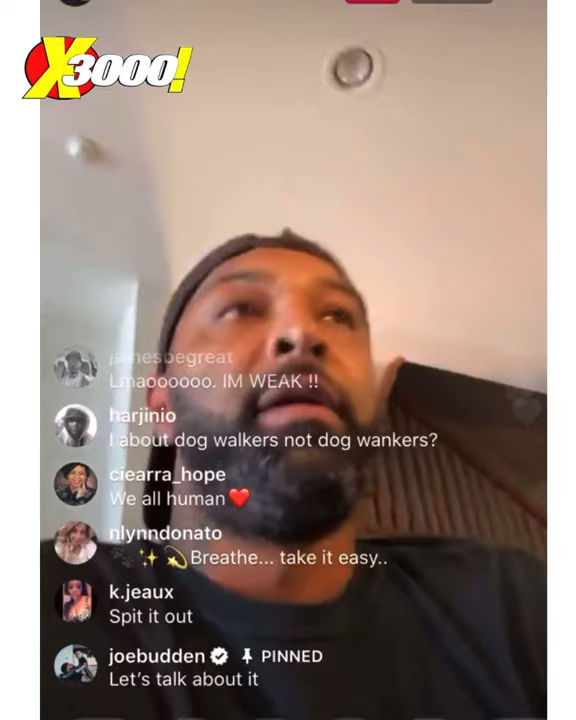 X3000!
jamesbegreat
Lmaoooooo. IM WEAK !!
harjinio
I about dog walkers not dog wankers?
ciearra_hope
We all human❤️
nlynndonato
🐾✨💫Breathe... take it easy..
k.jeaux
Spit it out
joebudden PINNED
Let's talk about it